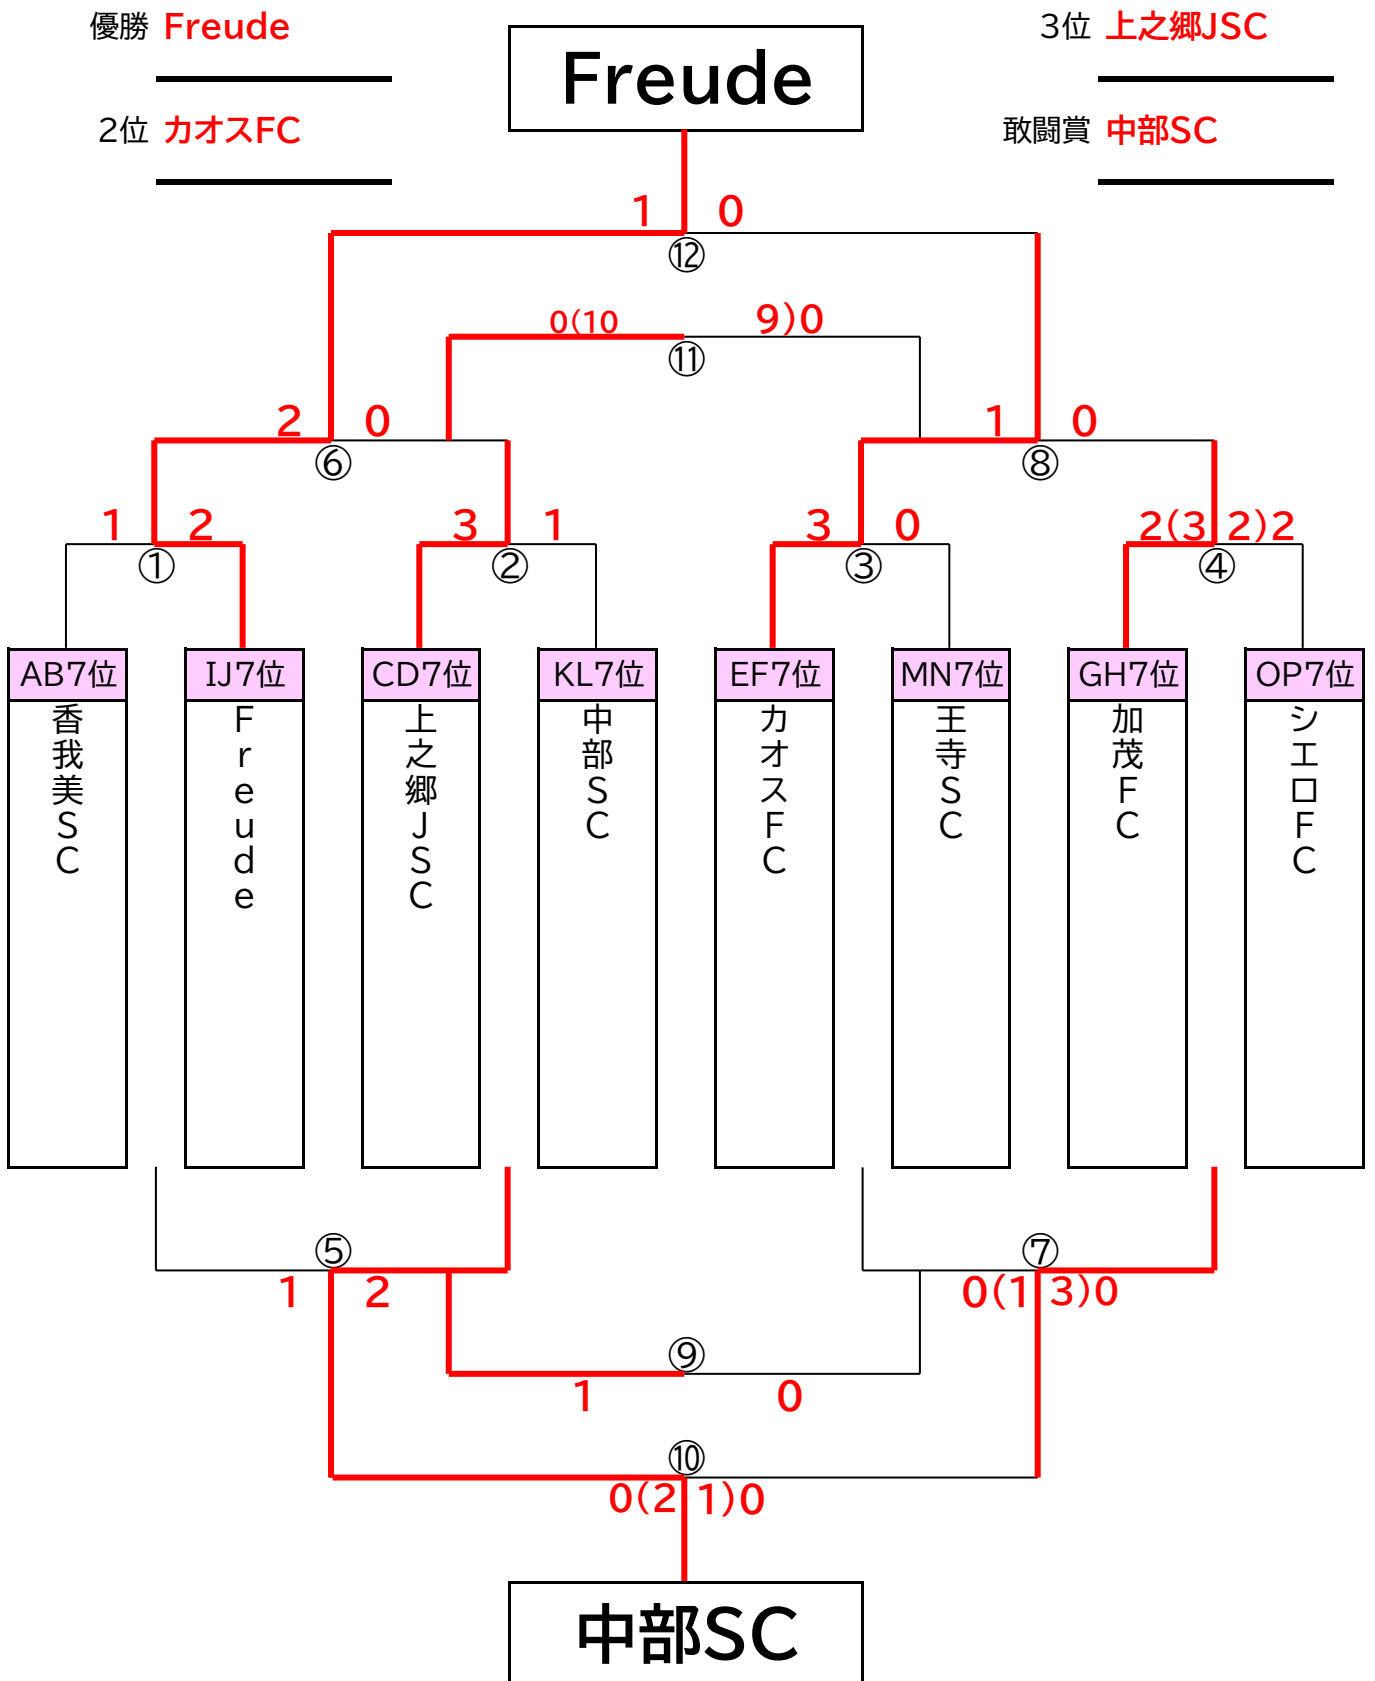 優勝 Freude
3位 上之郷JSC
Freude
2位 カオスFC
敢闘賞 中部SC
1 0
⑫
0(10 9)0
⑪
2 0
1 0
⑥
⑧
1 2
3 1
3 0
2(3 2)2
①
②
③
④
AB7位
IJ7位
CD7位
KL7位
EF7位
MN7位
GH7位
OP7位
香我美SC
Freude
上之郷JSC
中部SC
カオスFC
王寺SC
加茂FC
シエロFC
⑤
⑦
1 2
0(1 3)0
⑨
1 0
⑩
0(2 1)0
中部SC